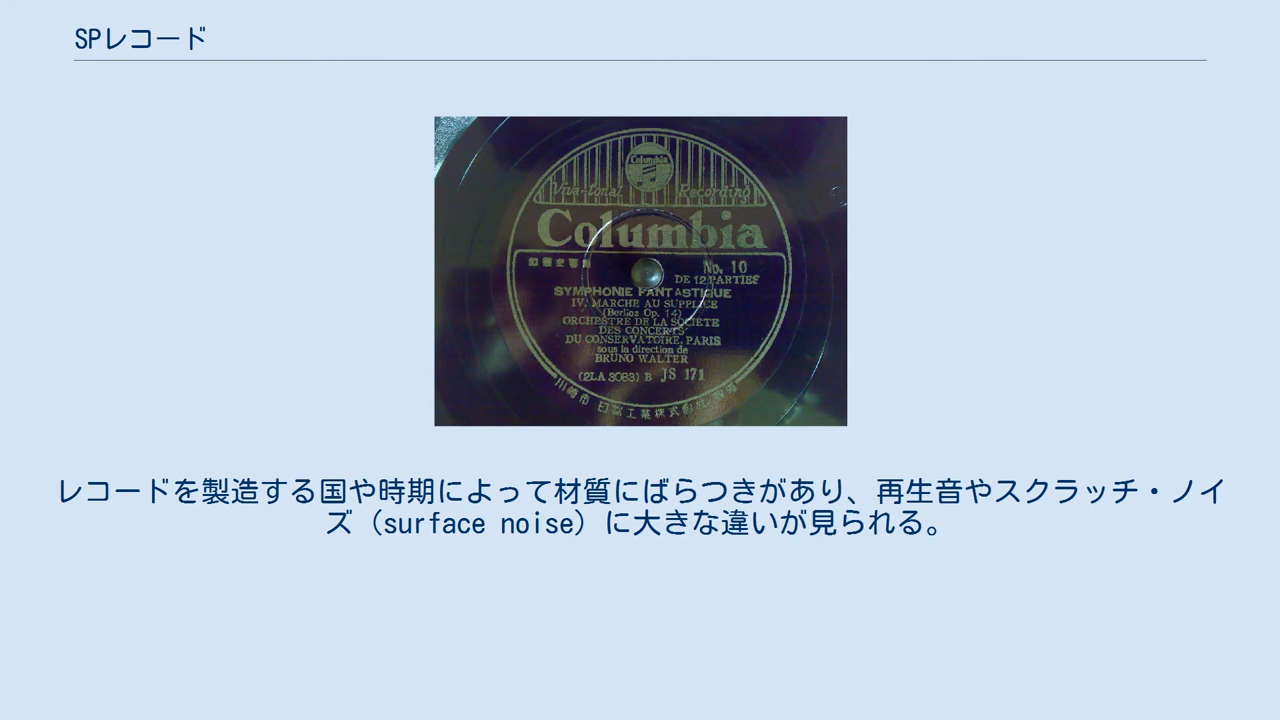 SPレコード
Columbia
Viva-tonal Recording
Columbia
No. 10
DE 12 PARTIES
SYMPHONIE FANTASTIQUE
IV. MARCHE AU SUPPLICE
(Berlioz Op. 14)
ORCHESTRE DE LA SOCIETE
DES CONCERTS
DU CONSERVATOIRE, PARIS
sous la direction de
BRUNO WALTER
(2LA 3083) B JS 171
川崎市
レコードを製造する国や時期によって材質にばらつきがあり、再生音やスクラッチ・ノイ
ズ（surface noise）に大きな違いが見られる。